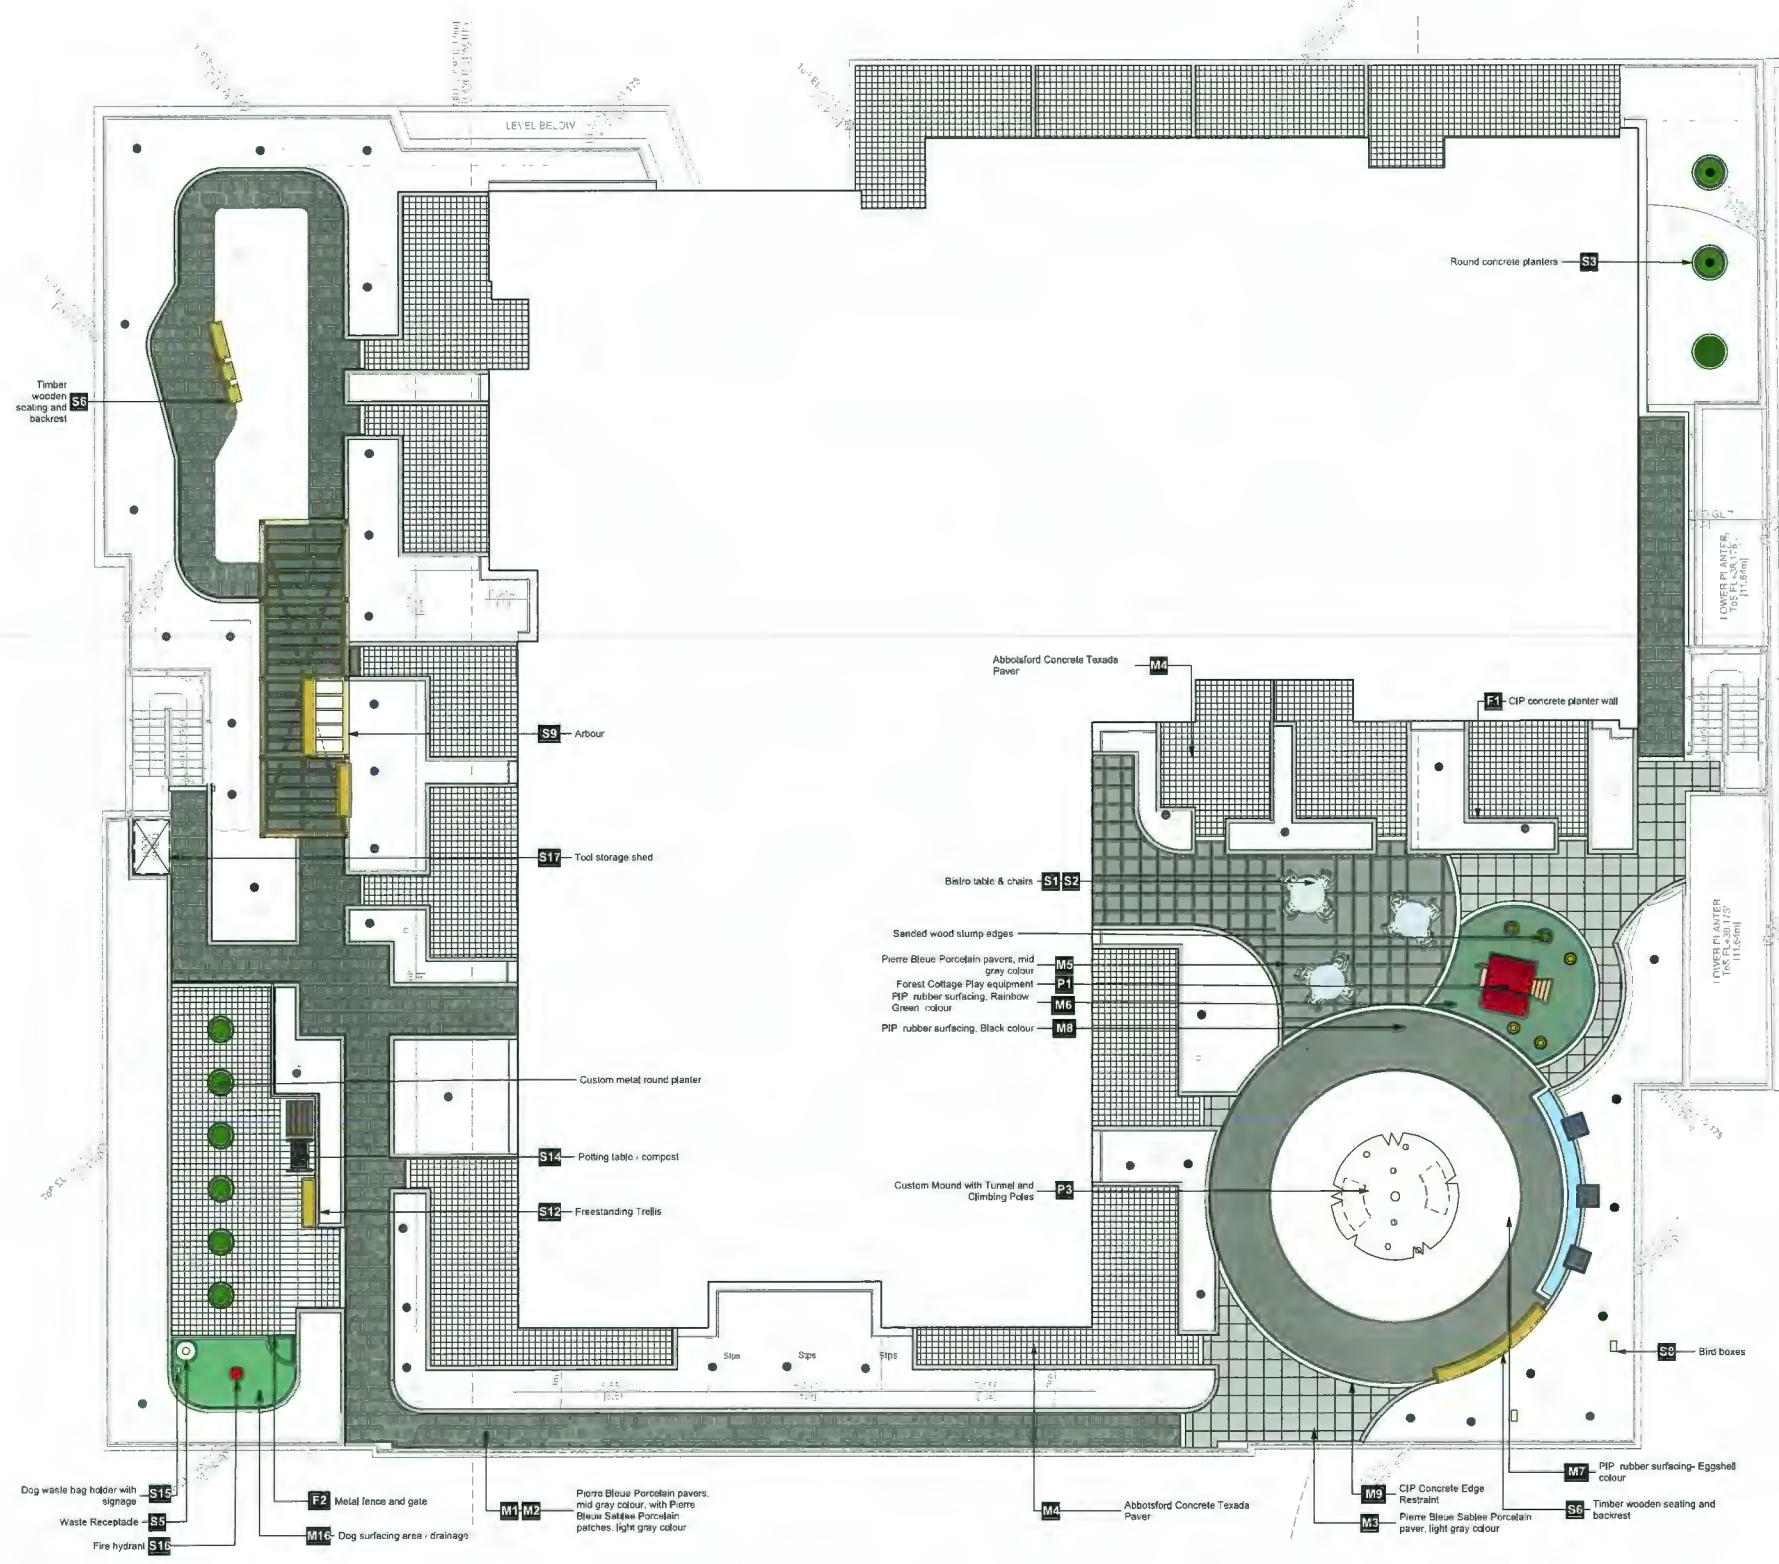 LEVEL BELOW
Round concrete planters S3
Timber
wooden
seating and
backrest
S6
LOWER PLANTER
Abbotsford Concrete Texada
Paver
M4
F1 CIP concrete planter wall
S9 Arbour
S17 Tool storage shed
Bistro table & chairs S1 S2
LOWER PLANTER
Sanded wood stump edges
Pierre Bleue Porcelain pavers, mid
gray colour
M5
Forest Cottage Play equipment P1
PIP rubber surfacing, Rainbow
Green colour
M6
PIP rubber surfacing, Black colour M8
Custom metal round planter
S14 Potting table / compost
Custom Mound with Tunnel and
Climbing Poles
P3
S12 Freestanding Trellis
Slps Slps Slps
S8 Bird boxes
Dog waste bag holder with
signage
S15
Waste Receptacle S5
Fire hydrant S16
F2 Metal fence and gate
M16 Dog surfacing area / drainage
M1 M2
Pierre Bleue Porcelain pavers,
mid gray colour, with Pierre
Bleue Sablee Porcelain
patches, light gray colour
M4
Abbotsford Concrete Texada
Paver
M9
CIP Concrete Edge
Restraint
M3
Pierre Bleue Sablee Porcelain
paver, light gray colour
M7
PIP rubber surfacing- Eggshell
colour
S6
Timber wooden seating and
backrest